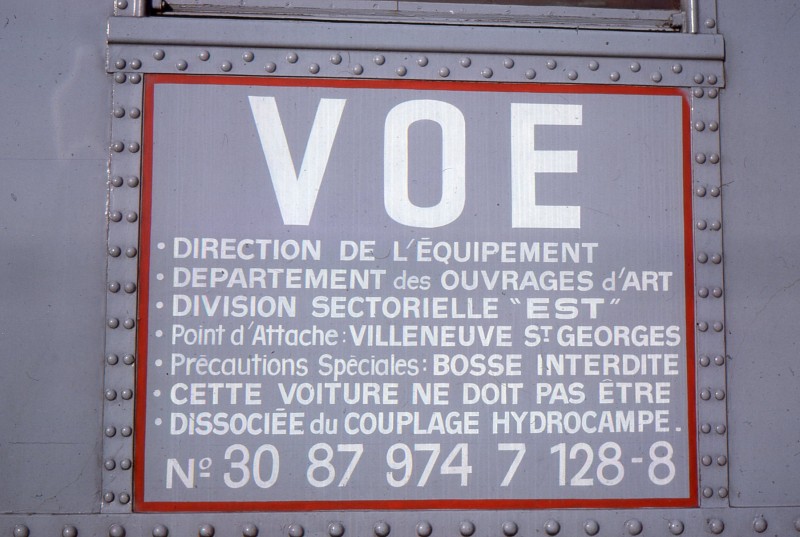 VOE
• DIRECTION DE L'ÉQUIPEMENT
• DEPARTEMENT des OUVRAGES d'ART
• DIVISION SECTORIELLE "EST"
• Point d'Attache: VILLENEUVE ST GEORGES
• Précautions Spéciales: BOSSE INTERDITE
• CETTE VOITURE NE DOIT PAS ÊTRE
• DISSOCIÉE du COUPLAGE HYDROCAMPE.
Nº 30 87 974 7 128-8